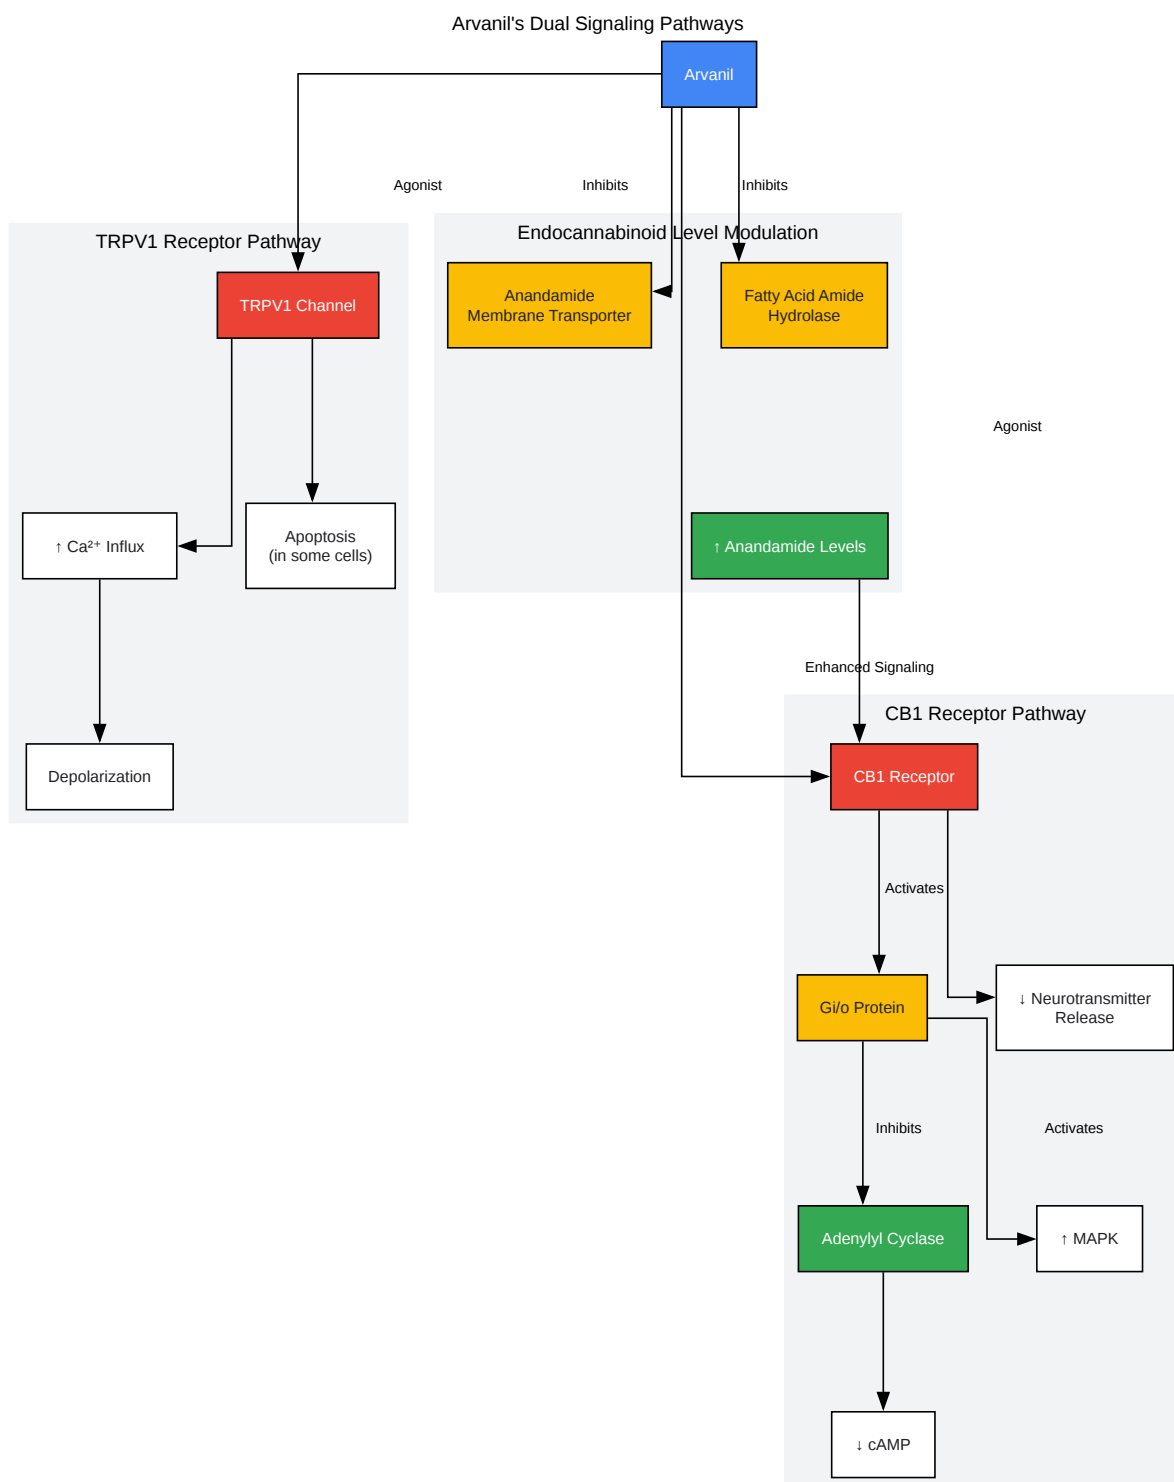 Arvanil's Dual Signaling Pathways
Arvanil
Agonist
Inhibits
Inhibits
TRPV1 Receptor Pathway
Endocannabinoid Level Modulation
TRPV1 Channel
Anandamide
Membrane Transporter
Fatty Acid Amide
Hydrolase
Agonist
↑ Ca²⁺ Influx
Apoptosis
(in some cells)
↑ Anandamide Levels
Enhanced Signaling
CB1 Receptor Pathway
Depolarization
CB1 Receptor
Activates
Gi/o Protein
↓ Neurotransmitter
Release
Inhibits
Activates
Adenylyl Cyclase
↑ MAPK
↓ cAMP